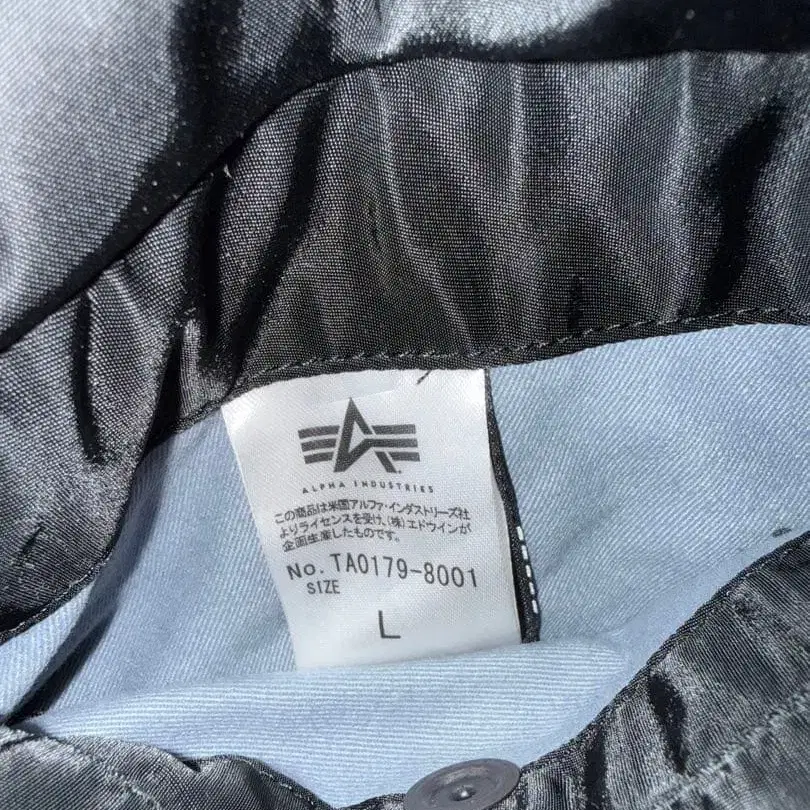 ALPHA INDUSTRIES
この商品は米国アルファ・インダストリーズ社
よりライセンスを受け、(株)エドウインが
企画生産したものです。
No. TA0179-8001
SIZE
L